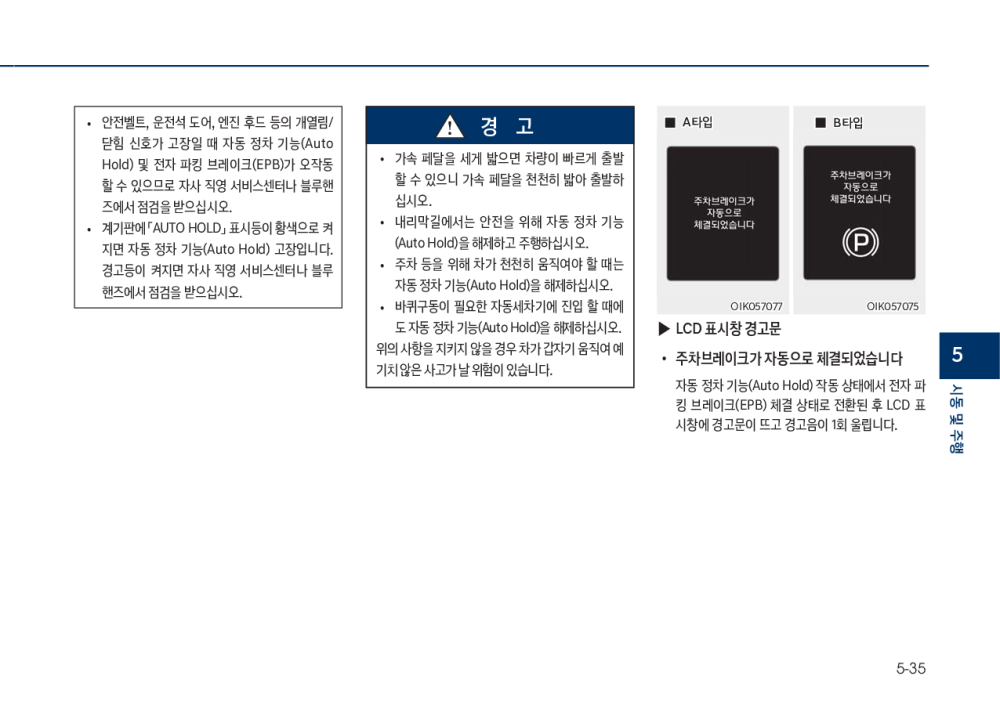 • 안전벨트, 운전석 도어, 엔진 후드 등의 개열림/
닫힘 신호가 고장일 때 자동 정차 기능(Auto
Hold) 및 전자 파킹 브레이크(EPB)가 오작동
할 수 있으므로 자사 직영 서비스센터나 블루핸
즈에서 점검을 받으십시오.
• 계기판에 「AUTO HOLD」 표시등이 황색으로 켜
지면 자동 정차 기능(Auto Hold) 고장입니다.
경고등이 켜지면 자사 직영 서비스센터나 블루
핸즈에서 점검을 받으십시오.
경 고
• 가속 페달을 세게 밟으면 차량이 빠르게 출발
할 수 있으니 가속 페달을 천천히 밟아 출발하
십시오.
• 내리막길에서는 안전을 위해 자동 정차 기능
(Auto Hold)을 해제하고 주행하십시오.
• 주차 등을 위해 차가 천천히 움직여야 할 때는
자동 정차 기능(Auto Hold)을 해제하십시오.
• 바퀴구동이 필요한 자동세차기에 진입 할 때에
도 자동 정차 기능(Auto Hold)을 해제하십시오.
위의 사항을 지키지 않을 경우 차가 갑자기 움직여 예
기치 않은 사고가 날 위험이 있습니다.
■ A타입
주차브레이크가
자동으로
체결되었습니다
OIK057077
■ B타입
주차브레이크가
자동으로
체결되었습니다
P
OIK057075
▶ LCD 표시창 경고문
• 주차브레이크가 자동으로 체결되었습니다
자동 정차 기능(Auto Hold) 작동 상태에서 전자 파
킹 브레이크(EPB) 체결 상태로 전환된 후 LCD 표
시창에 경고문이 뜨고 경고음이 1회 울립니다.
5
시동 및 주행
5-35